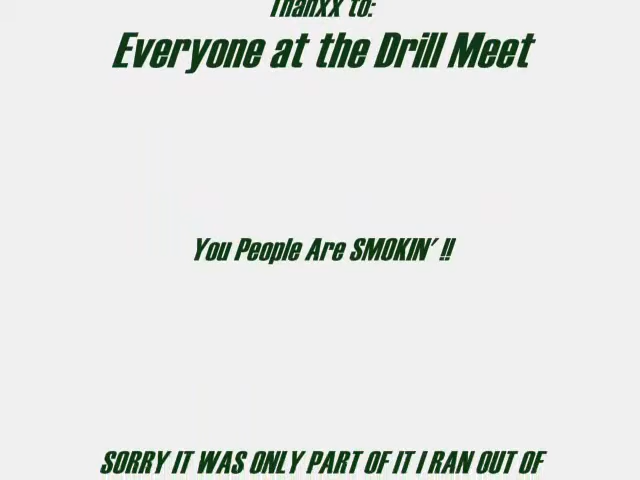 Thanxx to:
Everyone at the Drill Meet
You People Are SMOKIN' !!
SORRY IT WAS ONLY PART OF IT I RAN OUT OF